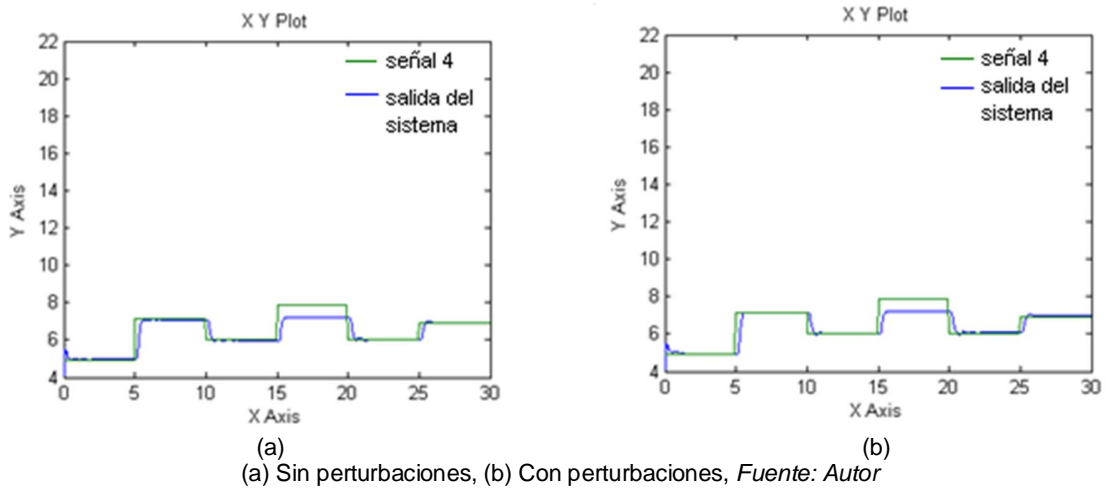 X Y Plot
22
20
18
16
14
12
10
8
6
4
Y Axis
señal 4
salida del
sistema
0 5 10 15 20 25 30
X Axis
(a)
X Y Plot
22
20
18
16
14
12
10
8
6
4
Y Axis
señal 4
salida del
sistema
0 5 10 15 20 25 30
X Axis
(b)
(a) Sin perturbaciones, (b) Con perturbaciones, Fuente: Autor